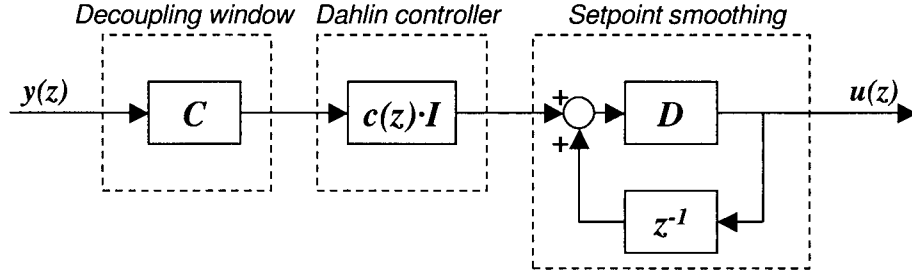 Decoupling window
Dahlin controller
Setpoint smoothing
y(z)
C
c(z)·I
+
+
D
u(z)
z⁻¹